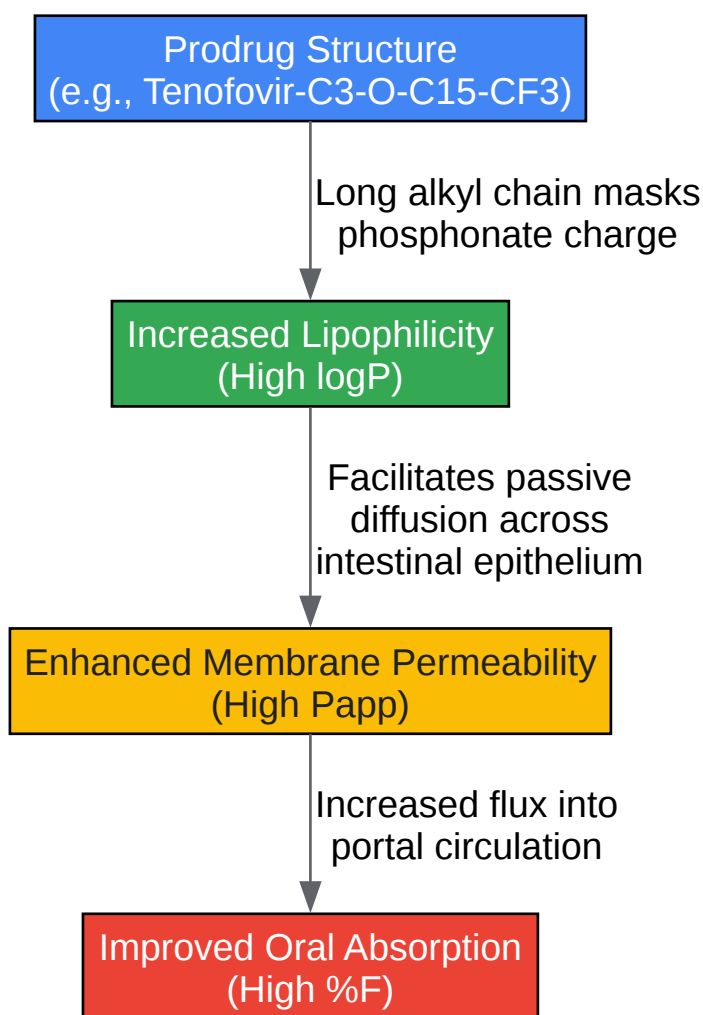 Prodrug Structure
(e.g., Tenofovir-C3-O-C15-CF3)
Long alkyl chain masks
phosphonate charge
Increased Lipophilicity
(High logP)
Facilitates passive
diffusion across
intestinal epithelium
Enhanced Membrane Permeability
(High Papp)
Increased flux into
portal circulation
Improved Oral Absorption
(High %F)